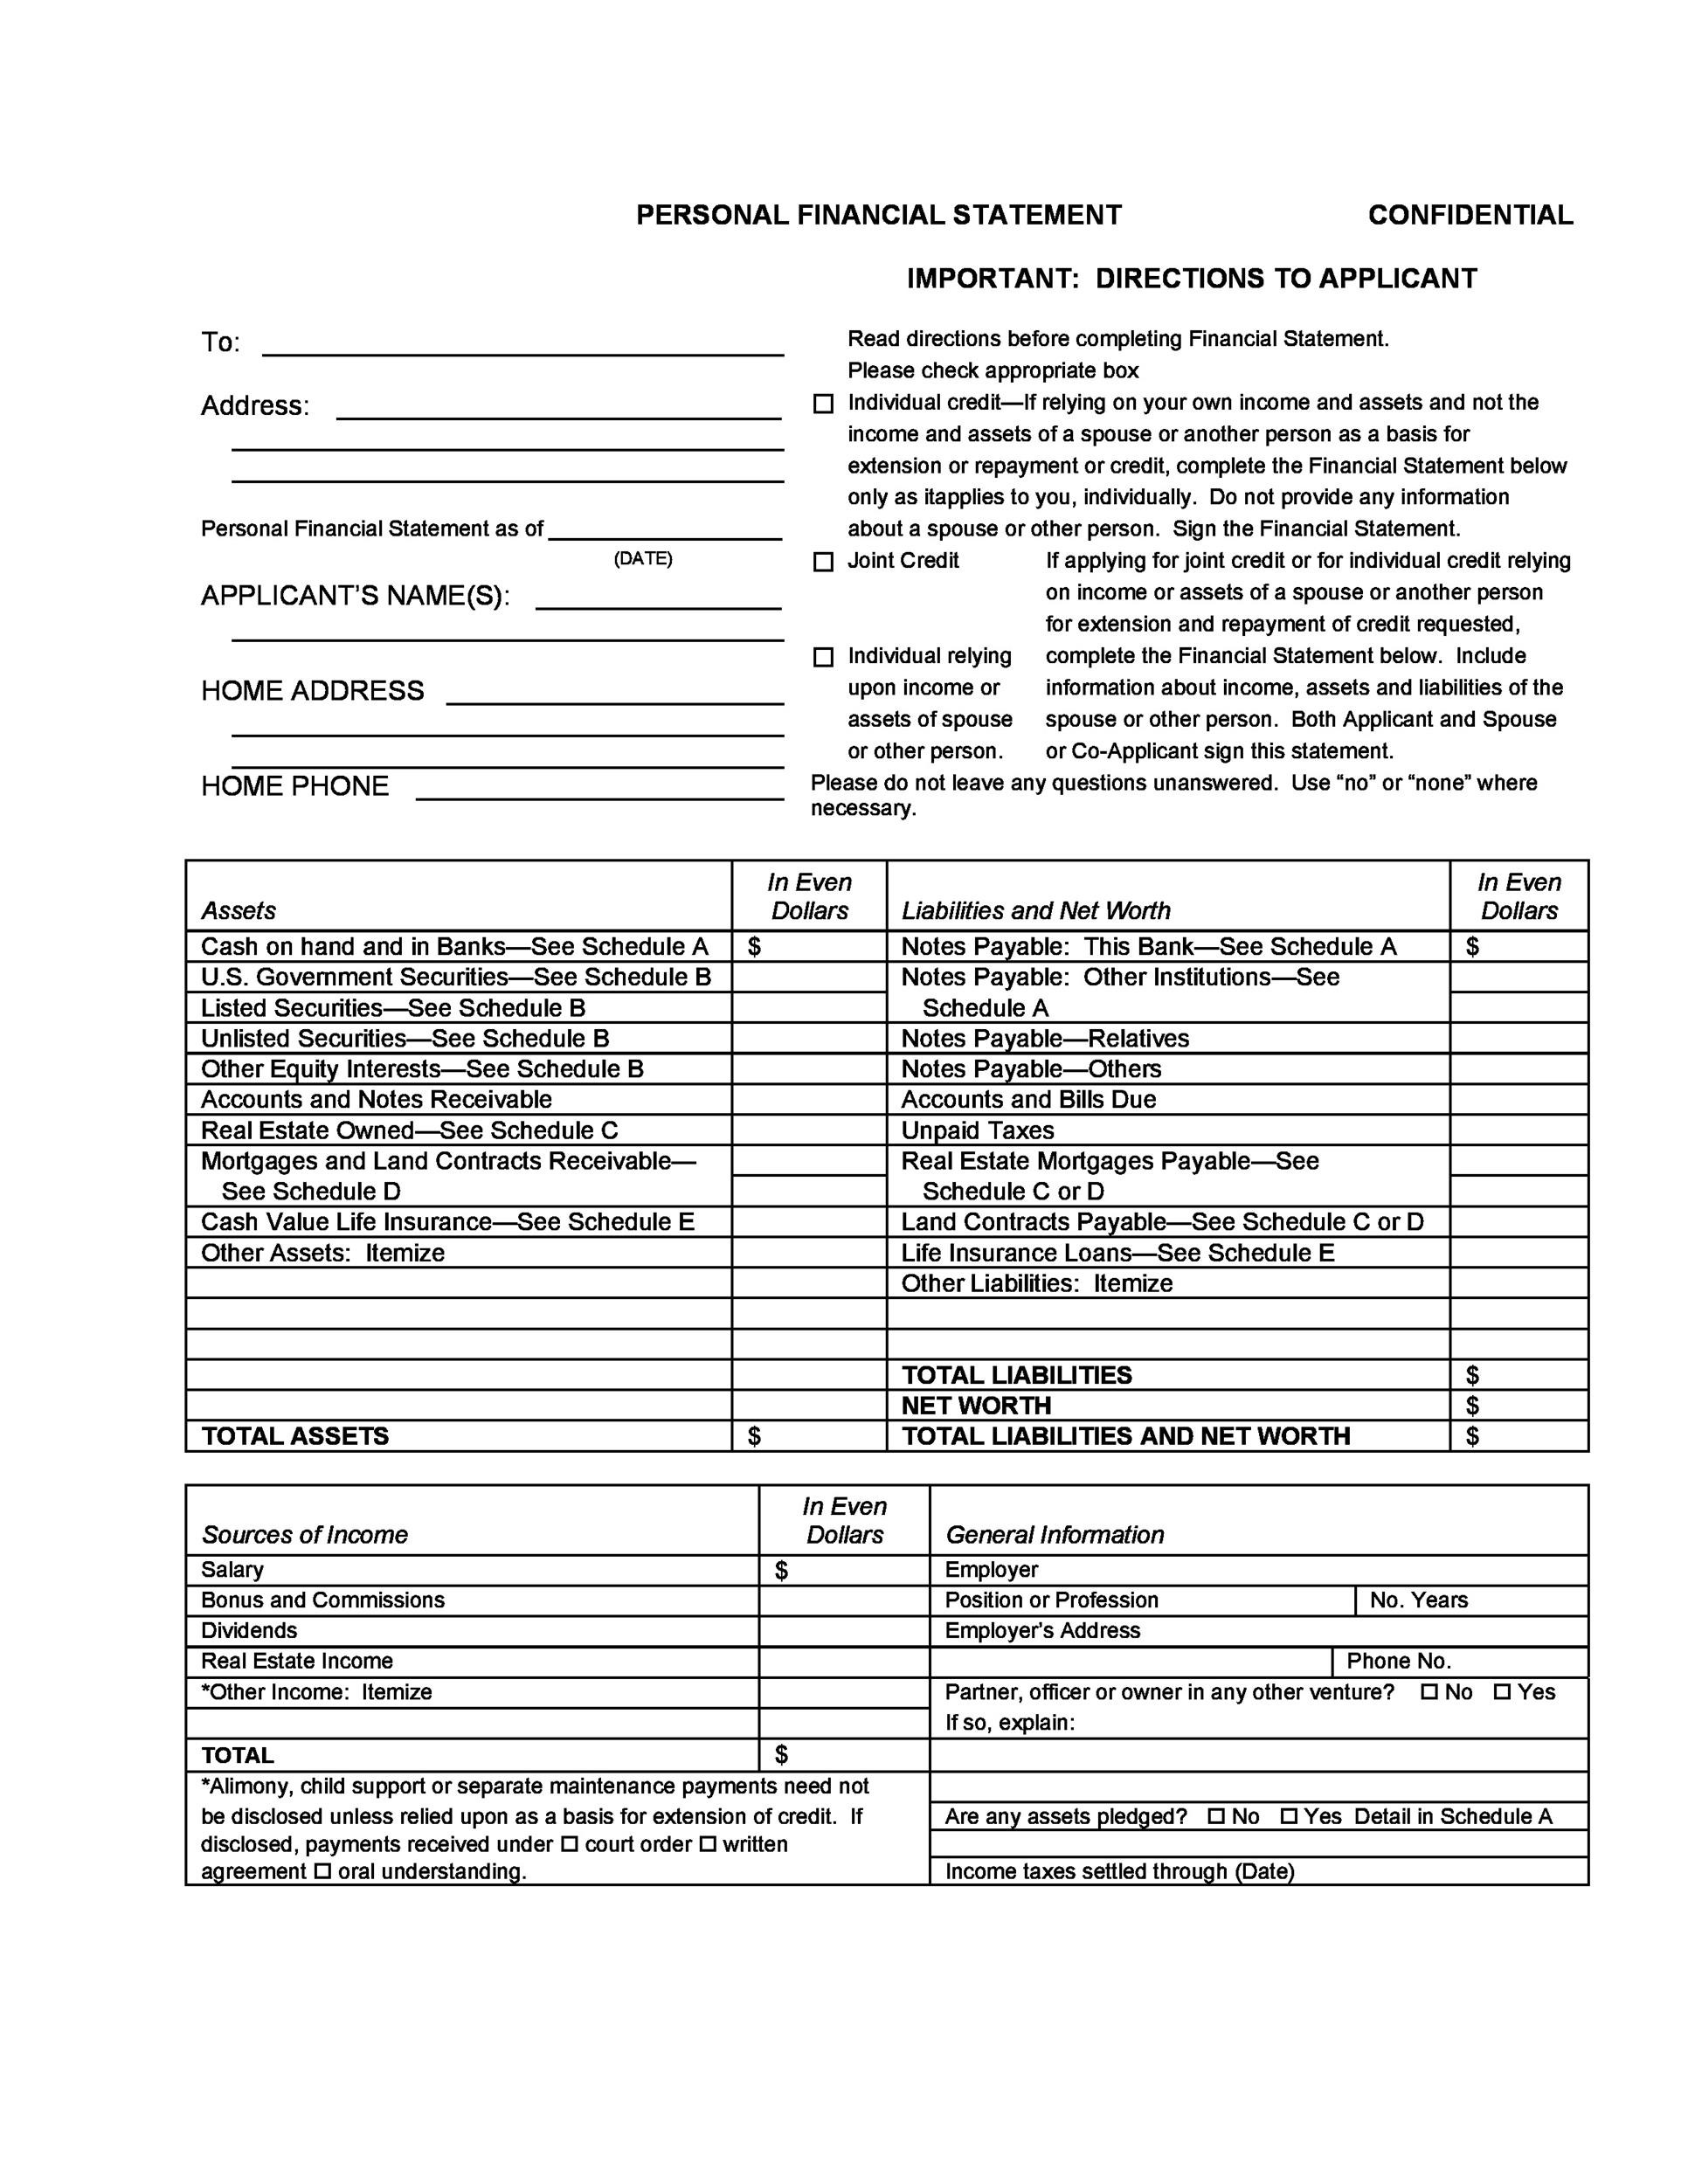 PERSONAL FINANCIAL STATEMENT CONFIDENTIAL
IMPORTANT: DIRECTIONS TO APPLICANT
To:
Address:
Personal Financial Statement as of
(DATE)
APPLICANT’S NAME(S):
HOME ADDRESS
HOME PHONE
Read directions before completing Financial Statement.
Please check appropriate box
☐ Individual credit—If relying on your own income and assets and not the
income and assets of a spouse or another person as a basis for
extension or repayment or credit, complete the Financial Statement below
only as itapplies to you, individually. Do not provide any information
about a spouse or other person. Sign the Financial Statement.
☐ Joint Credit If applying for joint credit or for individual credit relying
on income or assets of a spouse or another person
for extension and repayment of credit requested,
☐ Individual relying complete the Financial Statement below. Include
upon income or information about income, assets and liabilities of the
assets of spouse spouse or other person. Both Applicant and Spouse
or other person. or Co-Applicant sign this statement.
Please do not leave any questions unanswered. Use “no” or “none” where
necessary.
In Even In Even
Assets Dollars Liabilities and Net Worth Dollars
Cash on hand and in Banks—See Schedule A $ Notes Payable: This Bank—See Schedule A $
U.S. Government Securities—See Schedule B Notes Payable: Other Institutions—See
Listed Securities—See Schedule B Schedule A
Unlisted Securities—See Schedule B Notes Payable—Relatives
Other Equity Interests—See Schedule B Notes Payable—Others
Accounts and Notes Receivable Accounts and Bills Due
Real Estate Owned—See Schedule C Unpaid Taxes
Mortgages and Land Contracts Receivable— Real Estate Mortgages Payable—See
See Schedule D Schedule C or D
Cash Value Life Insurance—See Schedule E Land Contracts Payable—See Schedule C or D
Other Assets: Itemize Life Insurance Loans—See Schedule E
Other Liabilities: Itemize
TOTAL LIABILITIES $
NET WORTH $
TOTAL ASSETS $ TOTAL LIABILITIES AND NET WORTH $
In Even
Sources of Income Dollars General Information
Salary $ Employer
Bonus and Commissions Position or Profession No. Years
Dividends Employer’s Address
Real Estate Income Phone No.
*Other Income: Itemize Partner, officer or owner in any other venture? ☐ No ☐ Yes
If so, explain:
TOTAL $
*Alimony, child support or separate maintenance payments need not
be disclosed unless relied upon as a basis for extension of credit. If Are any assets pledged? ☐ No ☐ Yes Detail in Schedule A
disclosed, payments received under ☐ court order ☐ written
agreement ☐ oral understanding. Income taxes settled through (Date)